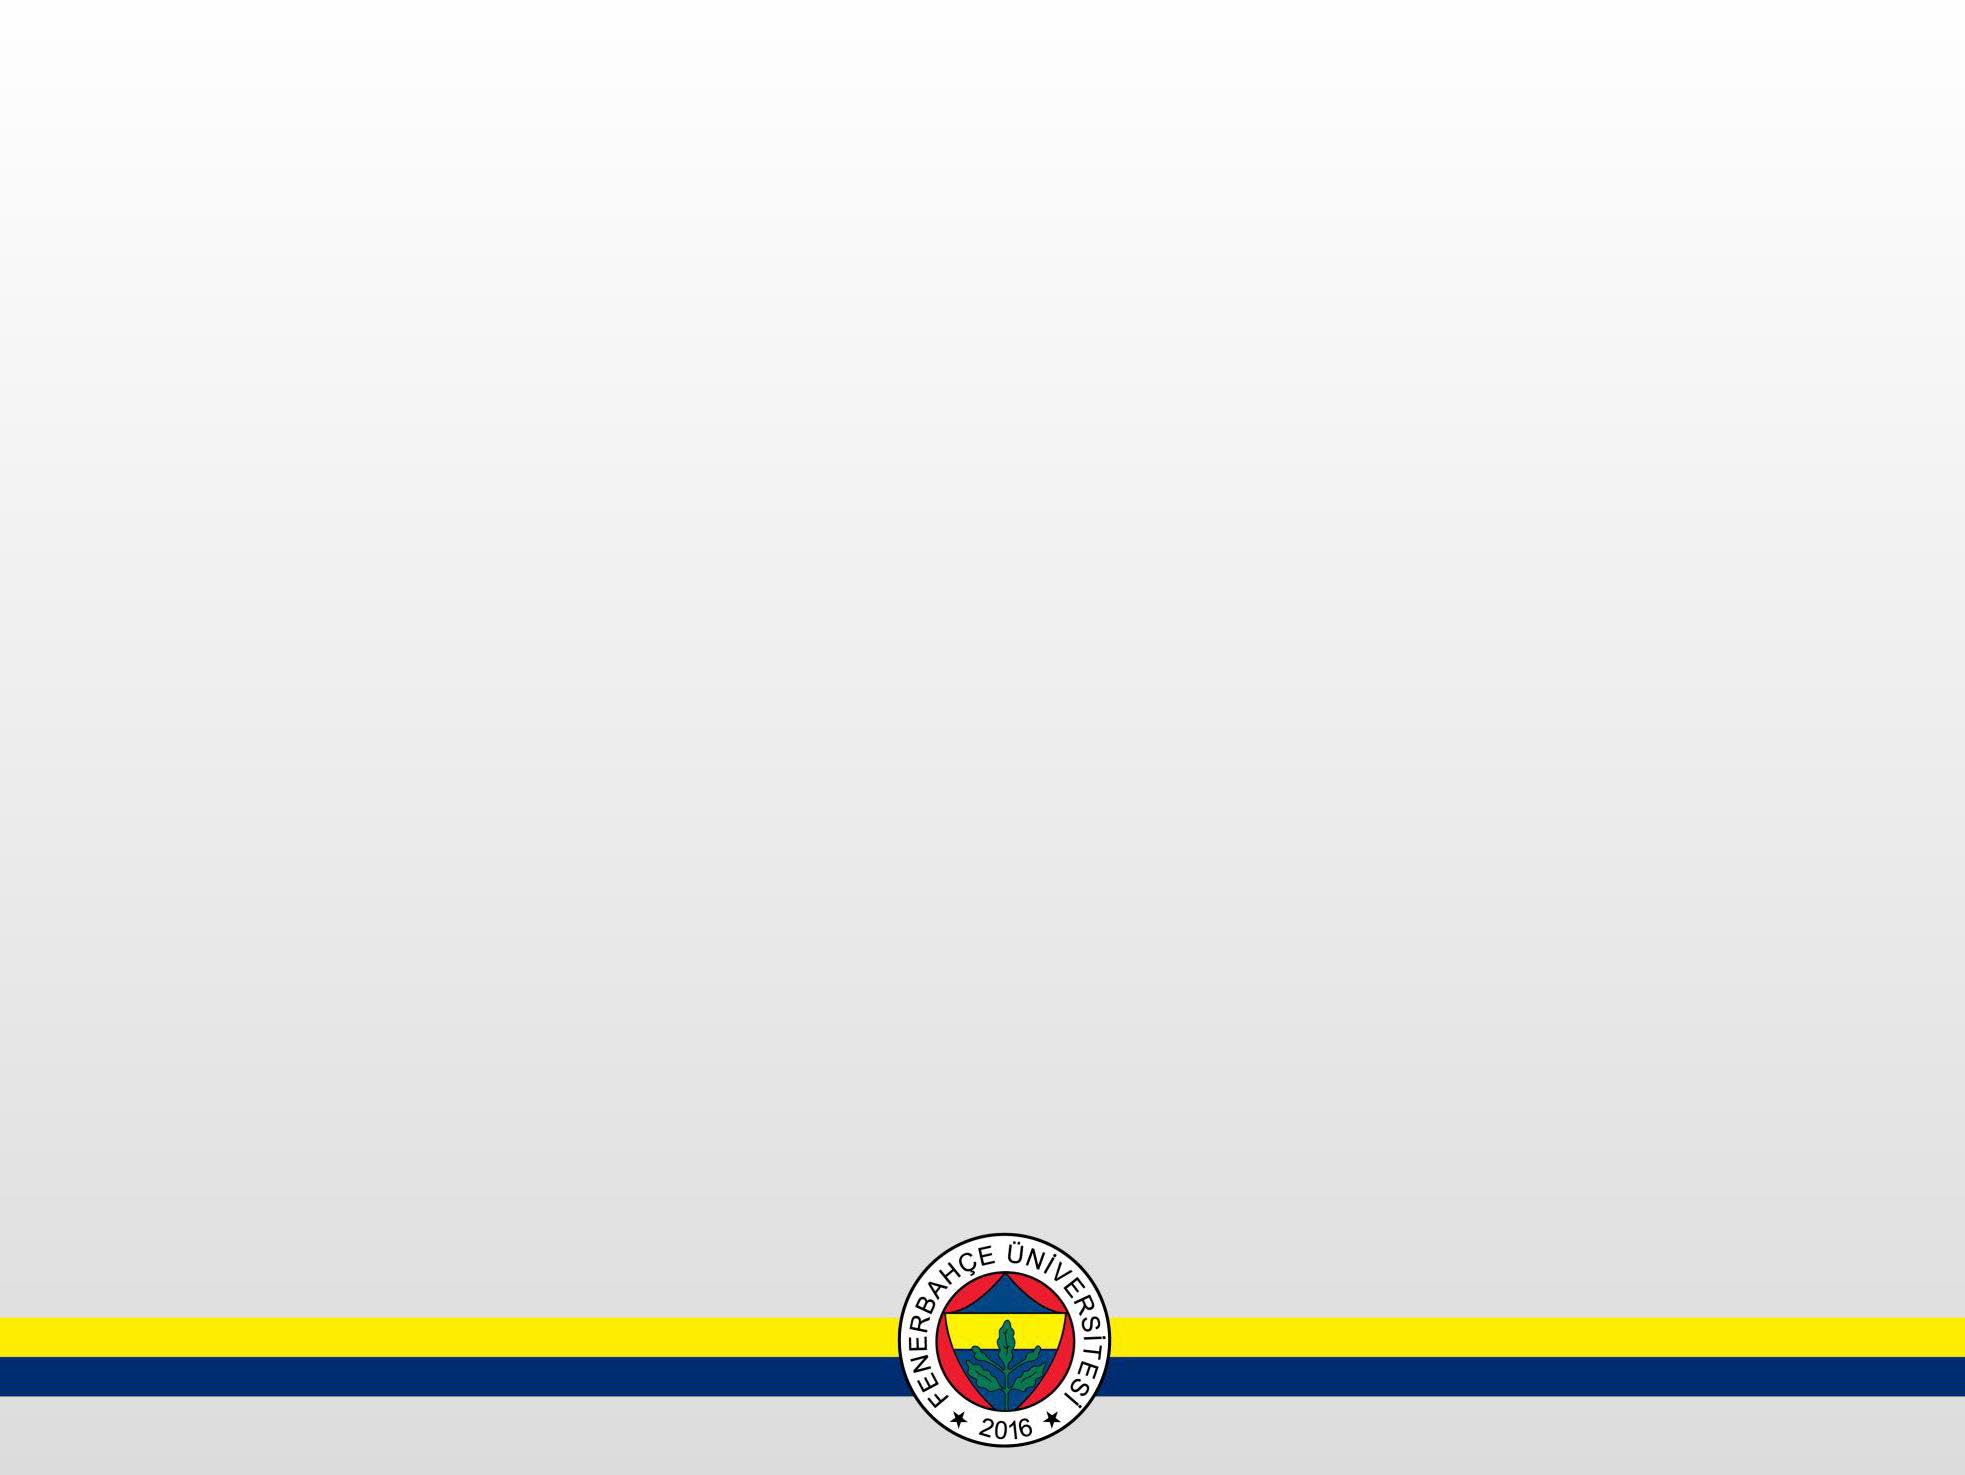 FENERBAHÇE ÜNİVERSİTESİ
★ 2016 ★